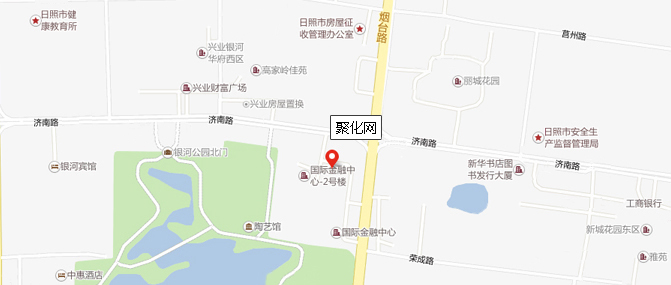 日照市健
康教育所
日照市房屋征
收管理办公室
烟台路
莒州路
兴业银河
华府西区
高家岭佳苑
丽城花园
兴业财富广场
兴业房屋置换
济南路
济南路
聚化网
济南路
日照市安全生
产监督管理局
济南路
银河公园北门
银河宾馆
国际金融中
心-2号楼
新华书店图
书发行大厦
工商银行
陶艺馆
国际金融中心
新城花园东区
荣成路
雅苑
中惠酒店